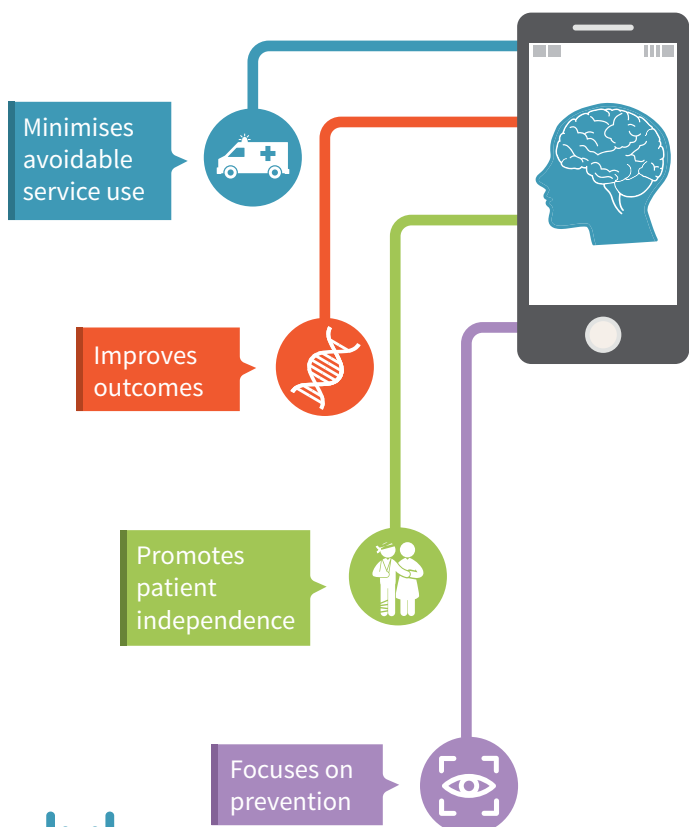 Minimises
avoidable
service use
Improves
outcomes
Promotes
patient
independence
Focuses on
prevention